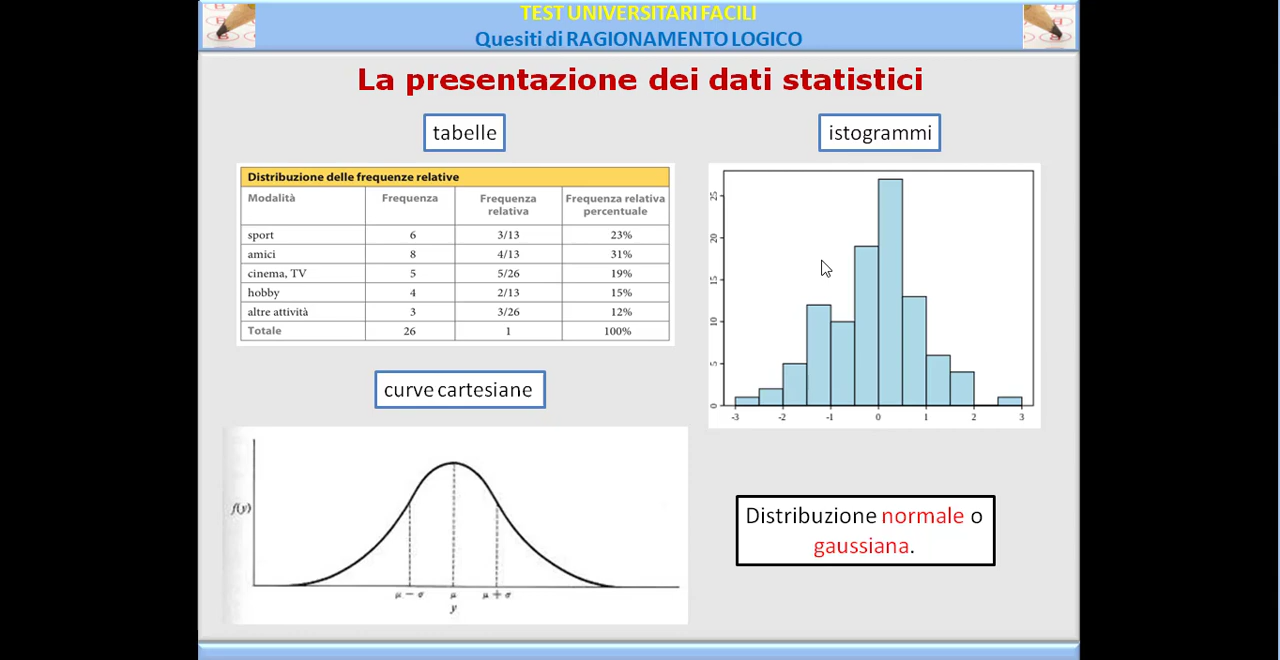 TEST UNIVERSITARI FACILI
Quesiti di RAGIONAMENTO LOGICO
La presentazione dei dati statistici
tabelle
Distribuzione delle frequenze relative
Modalità Frequenza Frequenza relativa Frequenza relativa percentuale
sport 6 3/13 23%
amici 8 4/13 31%
cinema, TV 5 5/26 19%
hobby 4 2/13 15%
altre attività 3 3/26 12%
Totale 26 1 100%
istogrammi
25
20
15
10
5
0
-3 -2 -1 0 1 2 3
curve cartesiane
f(y)
μ − σ μ μ + σ
y
Distribuzione normale o
gaussiana.